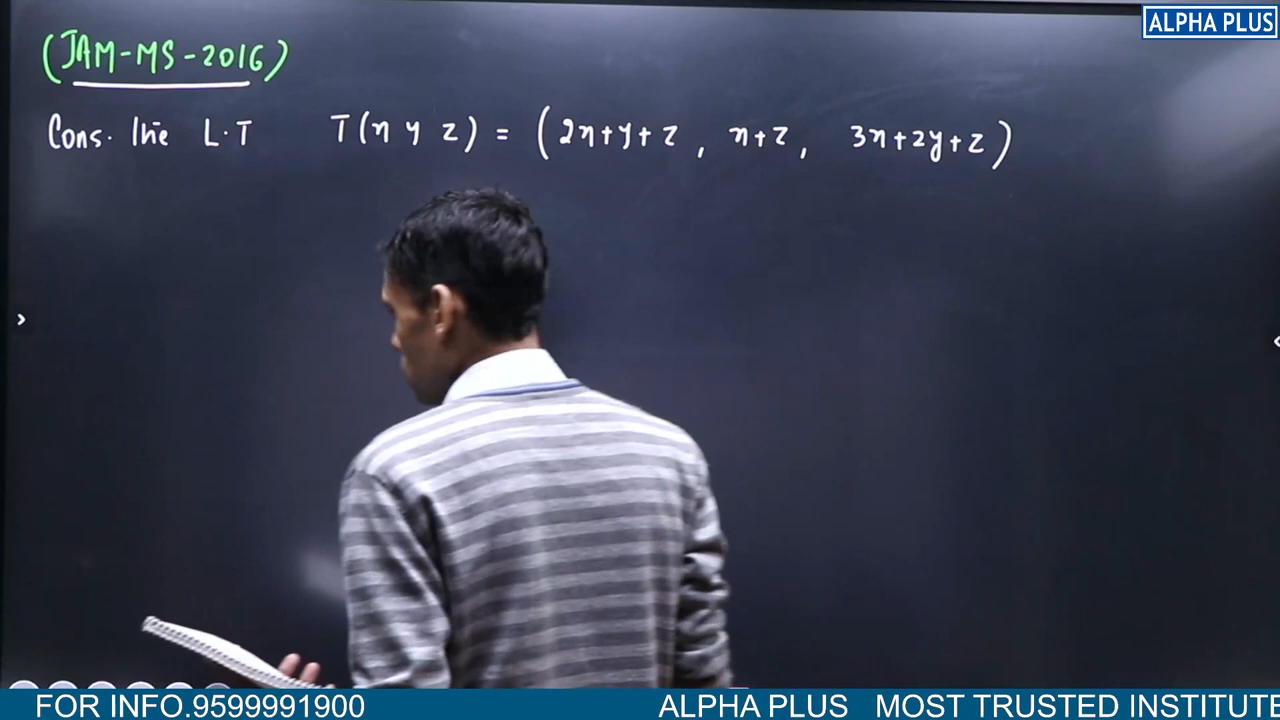 ALPHA PLUS
(JAM-MS-2016)
Cons. the L.T T(x y z) = (2x+y+z, x+z, 3x+2y+z)
FOR INFO.9599991900 ALPHA PLUS MOST TRUSTED INSTITUTE